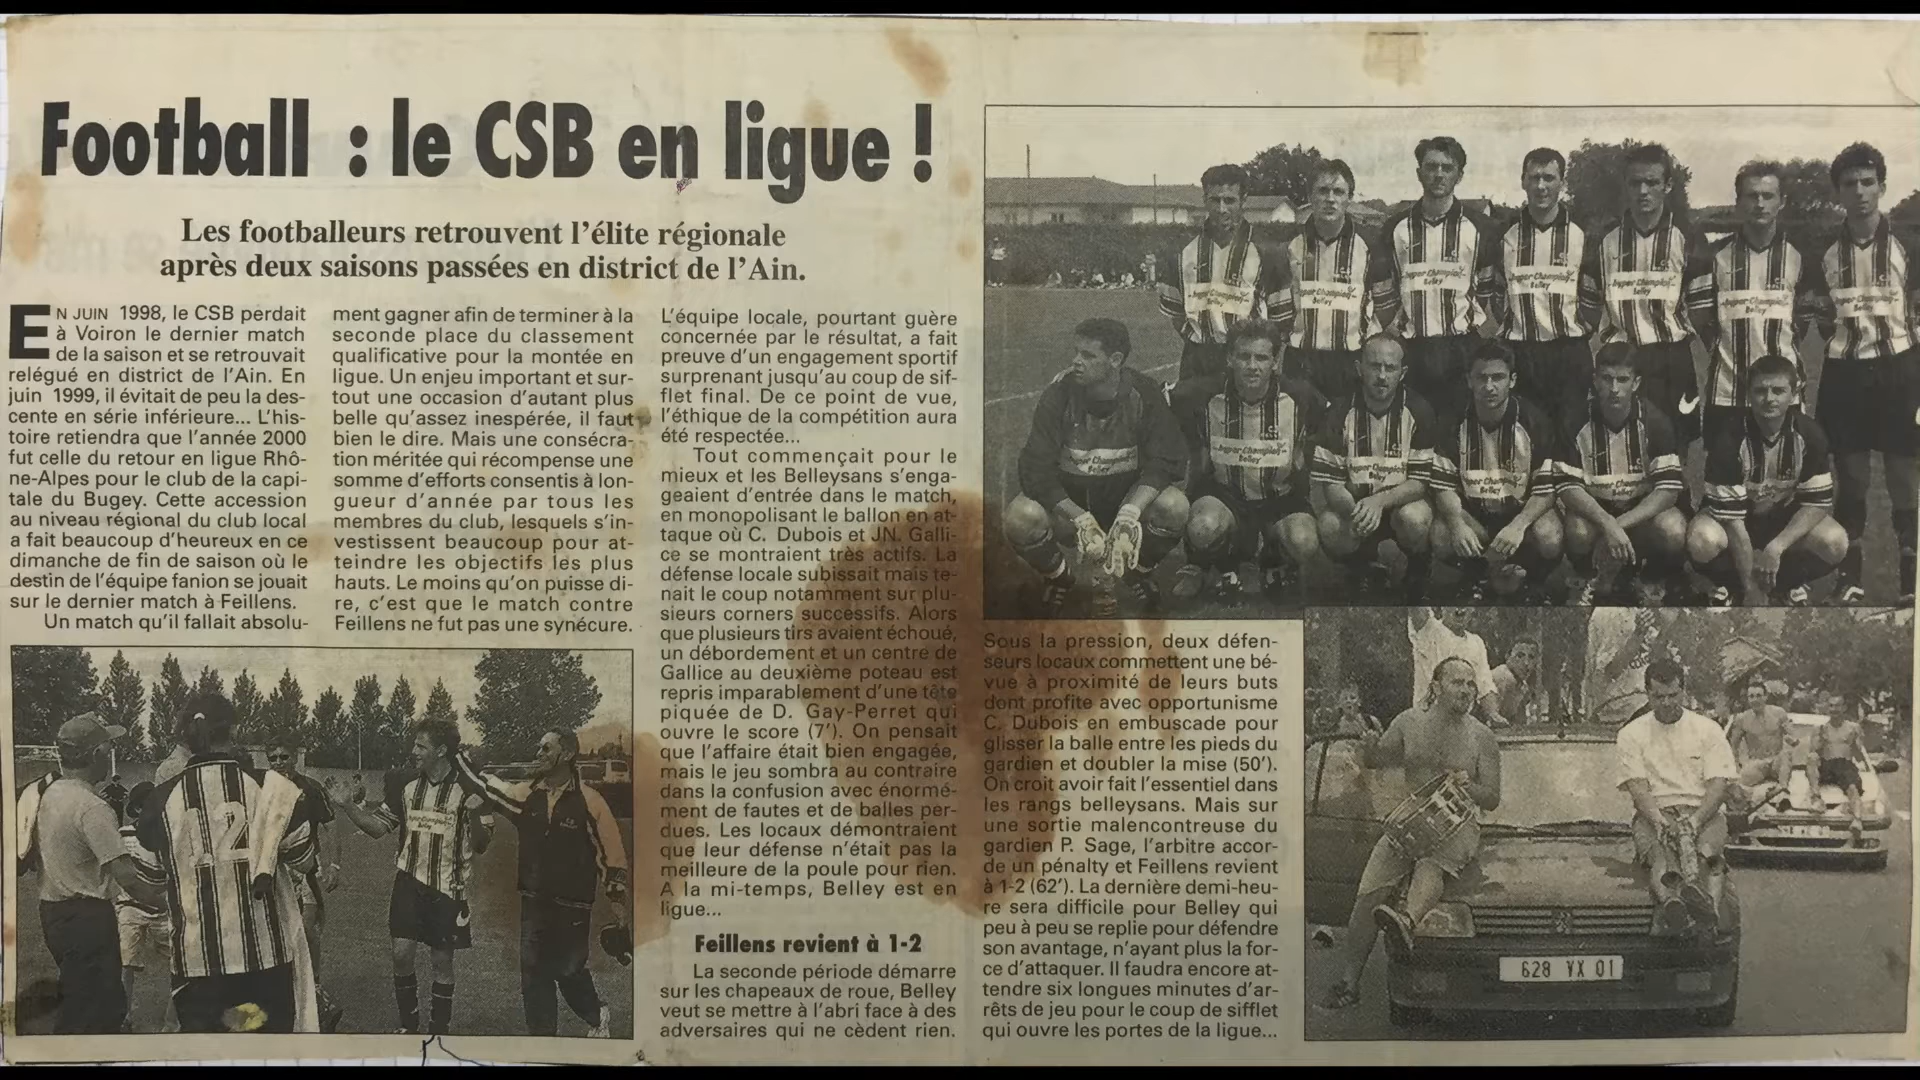 Football : le CSB en ligue !
Les footballeurs retrouvent l'élite régionale
après deux saisons passées en district de l'Ain.
EN JUIN 1998, le CSB perdait
à Voiron le dernier match
de la saison et se retrouvait
relégué en district de l'Ain. En
juin 1999, il évitait de peu la des-
cente en série inférieure... L'his-
toire retiendra que l'année 2000
fut celle du retour en ligue Rhô-
ne-Alpes pour le club de la capi-
tale du Bugey. Cette accession
au niveau régional du club local
a fait beaucoup d'heureux en ce
dimanche de fin de saison où le
destin de l'équipe fanion se jouait
sur le dernier match à Feillens.
Un match qu'il fallait absolu-
ment gagner afin de terminer à la
seconde place du classement
qualificative pour la montée en
ligue. Un enjeu important et sur-
tout une occasion d'autant plus
belle qu'assez inespérée, il faut
bien le dire. Mais une consécra-
tion méritée qui récompense une
somme d'efforts consentis à lon-
gueur d'année par tous les
membres du club, lesquels s'in-
vestissent beaucoup pour at-
teindre les objectifs les plus
hauts. Le moins qu'on puisse di-
re, c'est que le match contre
Feillens ne fut pas une synécure.
L'équipe locale, pourtant guère
concernée par le résultat, a fait
preuve d'un engagement sportif
surprenant jusqu'au coup de sif-
flet final. De ce point de vue,
l'éthique de la compétition aura
été respectée...
Tout commençait pour le
mieux et les Belleysans s'enga-
geaient d'entrée dans le match,
en monopolisant le ballon en at-
taque où C. Dubois et JN. Galli-
ce se montraient très actifs. La
défense locale subissait mais te-
nait le coup notamment sur plu-
sieurs corners successifs. Alors
que plusieurs tirs avaient échoué,
un débordement et un centre de
Gallice au deuxième poteau est
repris imparablement d'une tête
piquée de D. Gay-Perret qui
ouvre le score (7'). On pensait
que l'affaire était bien engagée,
mais le jeu sombra au contraire
dans la confusion avec énormé-
ment de fautes et de balles per-
dues. Les locaux démontraient
que leur défense n'était pas la
meilleure de la poule pour rien.
A la mi-temps, Belley est en
ligue...
Feillens revient à 1-2
La seconde période démarre
sur les chapeaux de roue, Belley
veut se mettre à l'abri face à des
adversaires qui ne cèdent rien.
Sous la pression, deux défen-
seurs locaux commettent une bé-
vue à proximité de leurs buts
dont profite avec opportunisme
C. Dubois en embuscade pour
glisser la balle entre les pieds du
gardien et doubler la mise (50').
On croit avoir fait l'essentiel dans
les rangs belleysans. Mais sur
une sortie malencontreuse du
gardien P. Sage, l'arbitre accor-
de un pénalty et Feillens revient
à 1-2 (62'). La dernière demi-heu-
re sera difficile pour Belley qui
peu à peu se replie pour défendre
son avantage, n'ayant plus la for-
ce d'attaquer. Il faudra encore at-
tendre six longues minutes d'ar-
rêts de jeu pour le coup de sifflet
qui ouvre les portes de la ligue...
hyper Champion
Belley
12
628 YX 01